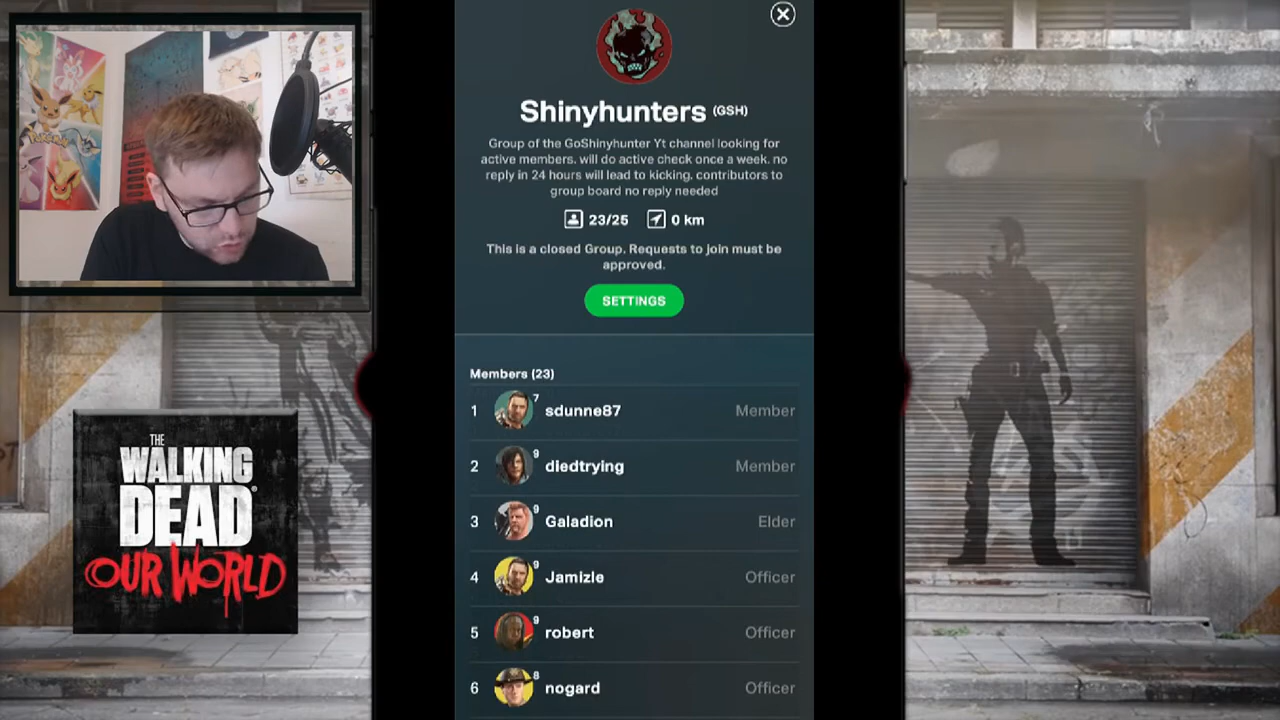 Shinyhunters (GSH)
Group of the GoShinyhunter Yt channel looking for
active members. will do active check once a week. no
reply in 24 hours will lead to kicking. contributors to
group board no reply needed
23/25 0 km
This is a closed Group. Requests to join must be
approved.
SETTINGS
Members (23)
1 7 sdunne87 Member
2 9 diedtrying Member
3 9 Galadion Elder
4 9 Jamizle Officer
5 9 robert Officer
6 8 nogard Officer
THE
WALKING
DEAD
OUR WORLD
Pokémon